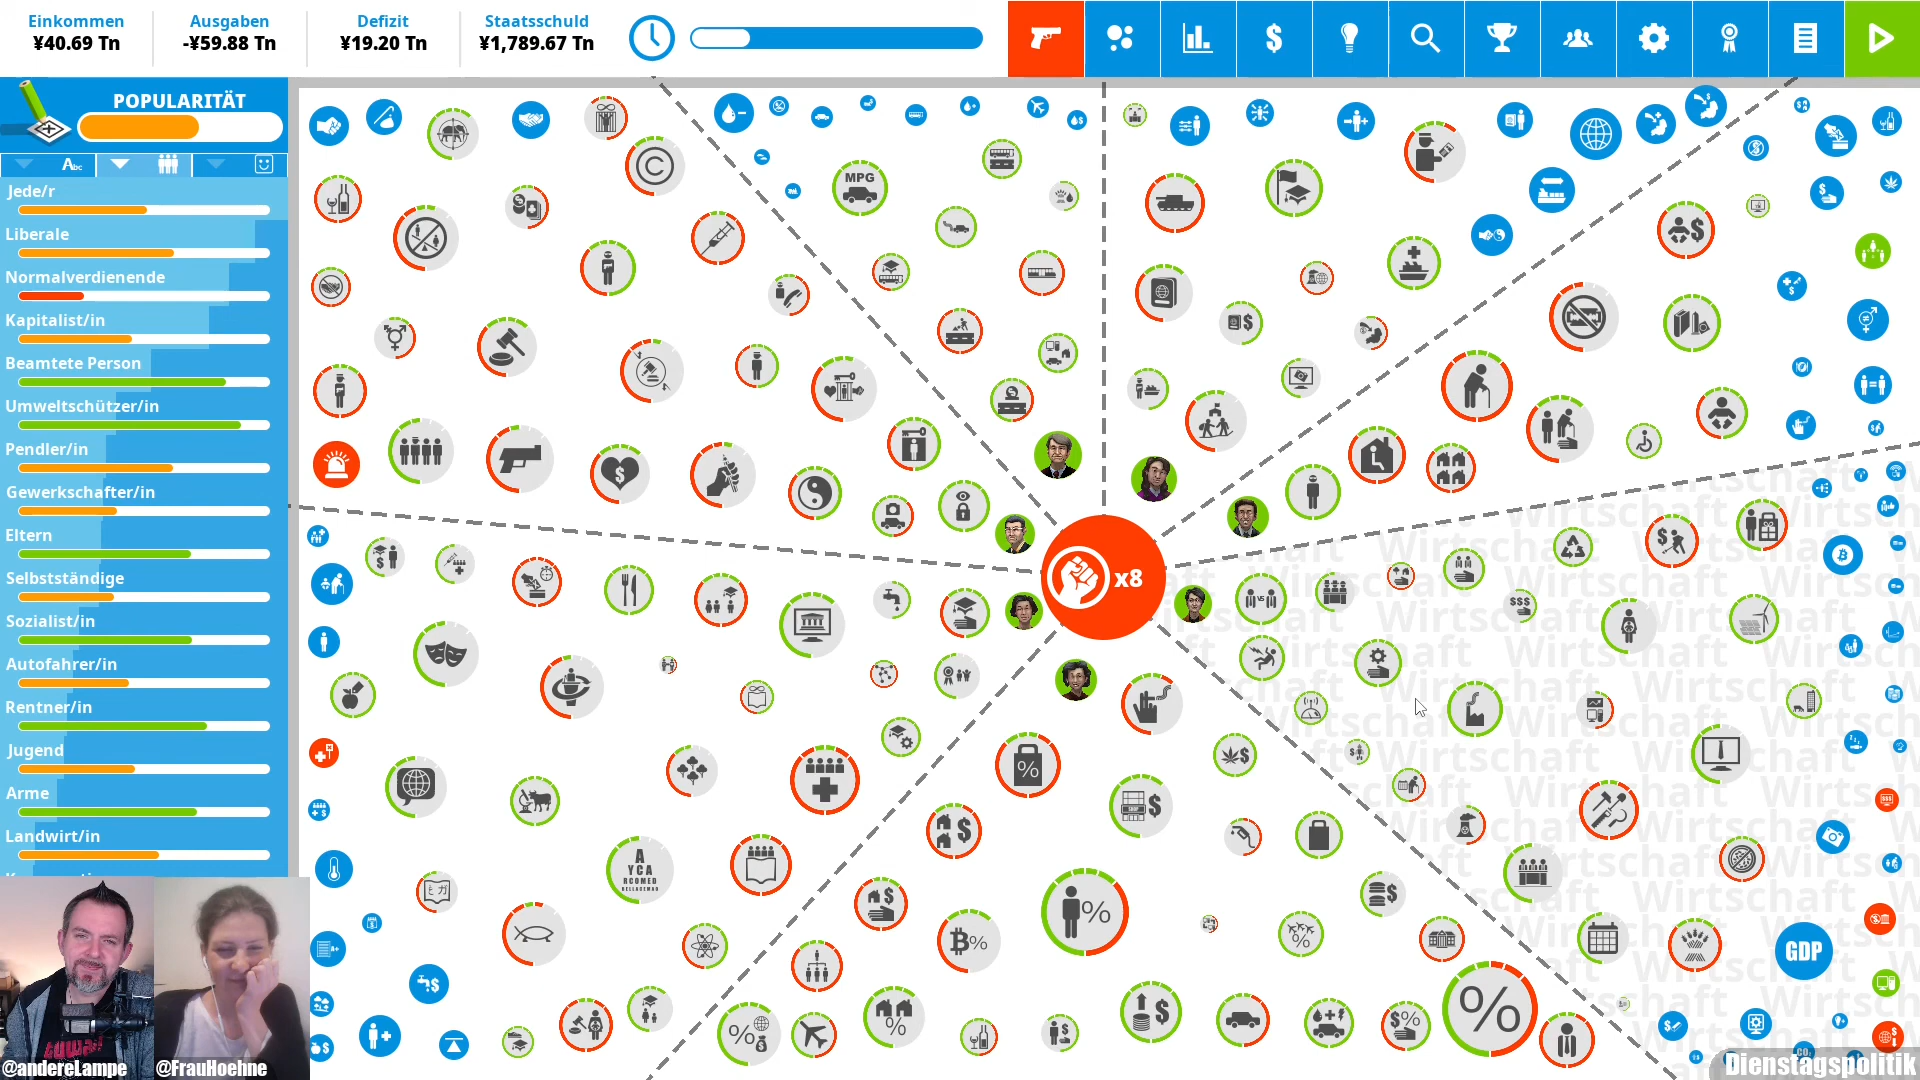 Einkommen
¥40.69 Tn
Ausgaben
-¥59.88 Tn
Defizit
¥19.20 Tn
Staatsschuld
¥1,789.67 Tn
POPULARITÄT
Abc
Jede/r
Liberale
Normalverdienende
Kapitalist/in
Beamtete Person
Umweltschützer/in
Pendler/in
Gewerkschafter/in
Eltern
Selbstständige
Sozialist/in
Autofahrer/in
Rentner/in
Jugend
Arme
Landwirt/in
MPG
x8
Wirtschaft
GDP
@andereLampe
@FrauHoehne
Dienstagspolitik